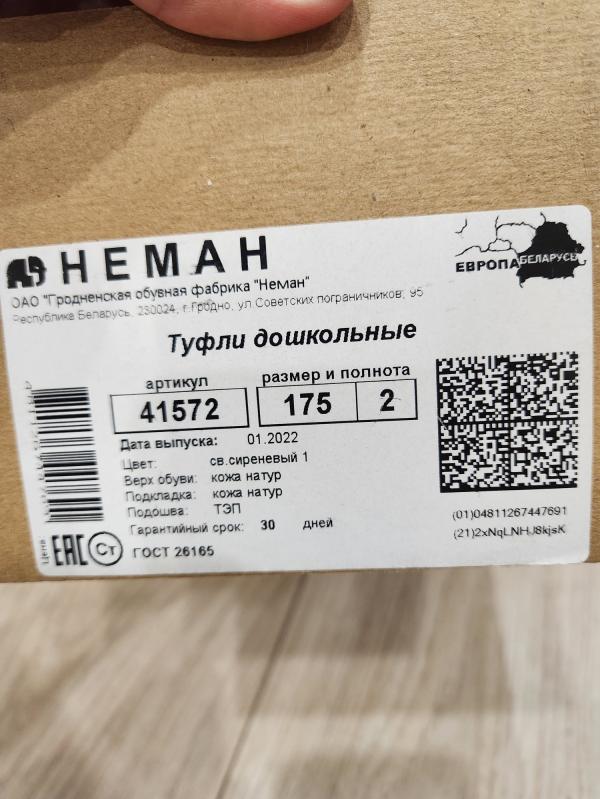 НЕМАН
ОАО "Гродненская обувная фабрика "Неман"
Республика Беларусь, 230024, г.Гродно, ул Советских пограничников, 95
ЕВРОПА БЕЛАРУСЬ
Туфли дошкольные
артикул
41572
размер и полнота
175 2
Дата выпуска: 01.2022
Цвет: св.сиреневый 1
Верх обуви: кожа натур
Подкладка: кожа натур
Подошва: ТЭП
Гарантийный срок: 30 дней
Цена
ЕАС Ст ГОСТ 26165
(01)04811267447691
(21)2xNqLNHJ8kjsK